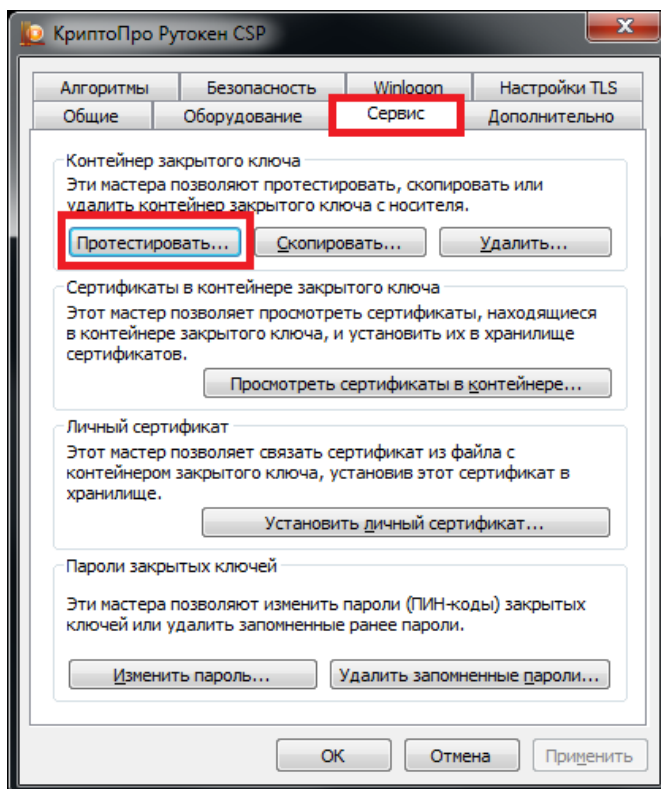 КриптоПро Рутокен CSP
Алгоритмы Безопасность Winlogon Настройки TLS
Общие Оборудование Сервис Дополнительно
Контейнер закрытого ключа
Эти мастера позволяют протестировать, скопировать или
удалить контейнер закрытого ключа с носителя.
Протестировать... Скопировать... Удалить...
Сертификаты в контейнере закрытого ключа
Этот мастер позволяет просмотреть сертификаты, находящиеся
в контейнере закрытого ключа, и установить их в хранилище
сертификатов.
Просмотреть сертификаты в контейнере...
Личный сертификат
Этот мастер позволяет связать сертификат из файла с
контейнером закрытого ключа, установив этот сертификат в
хранилище.
Установить личный сертификат...
Пароли закрытых ключей
Эти мастера позволяют изменить пароли (ПИН-коды) закрытых
ключей или удалить запомненные ранее пароли.
Изменить пароль... Удалить запомненные пароли...
ОК Отмена Применить